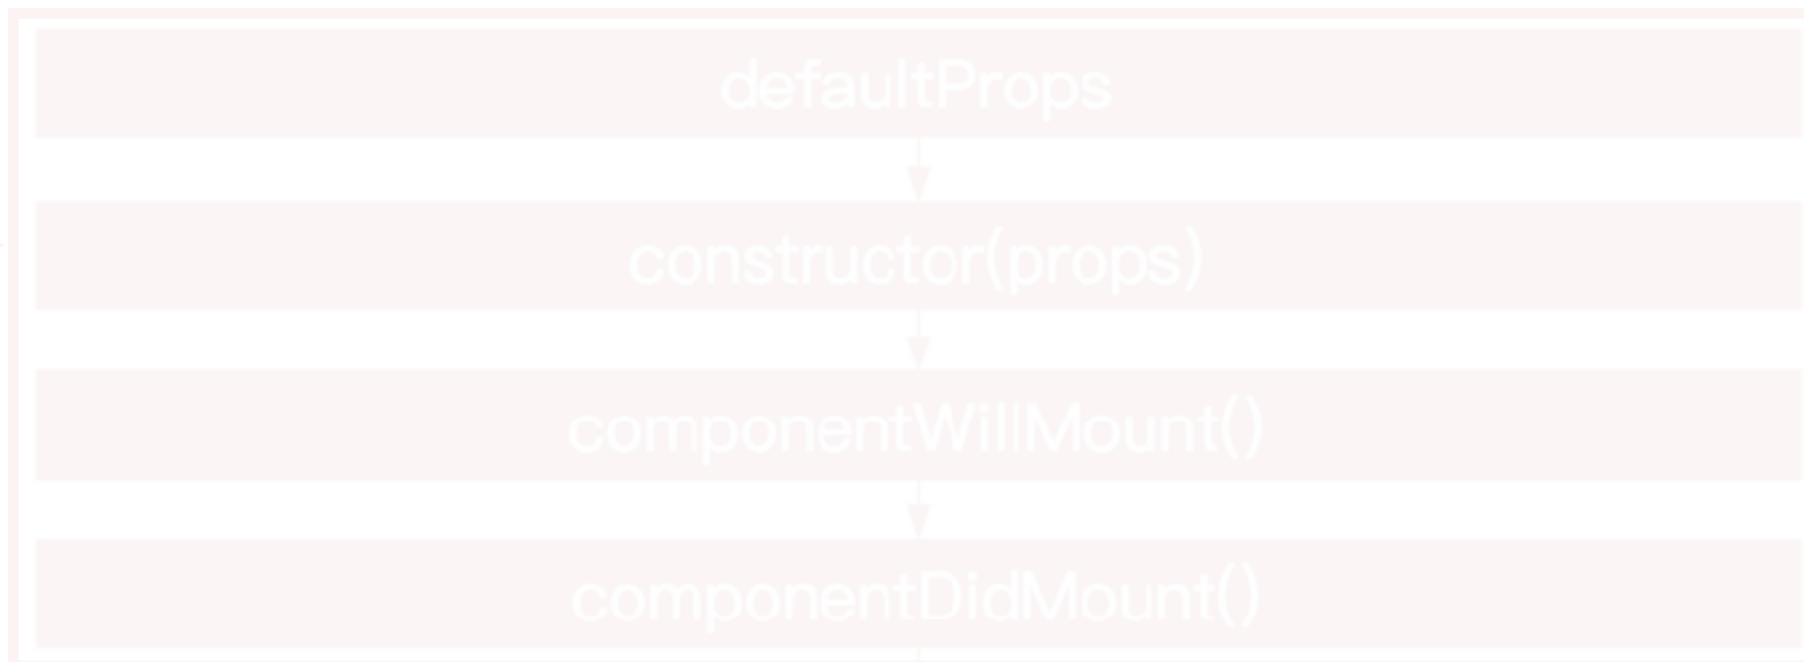 defaultProps
constructor(props)
componentWillMount()
componentDidMount()